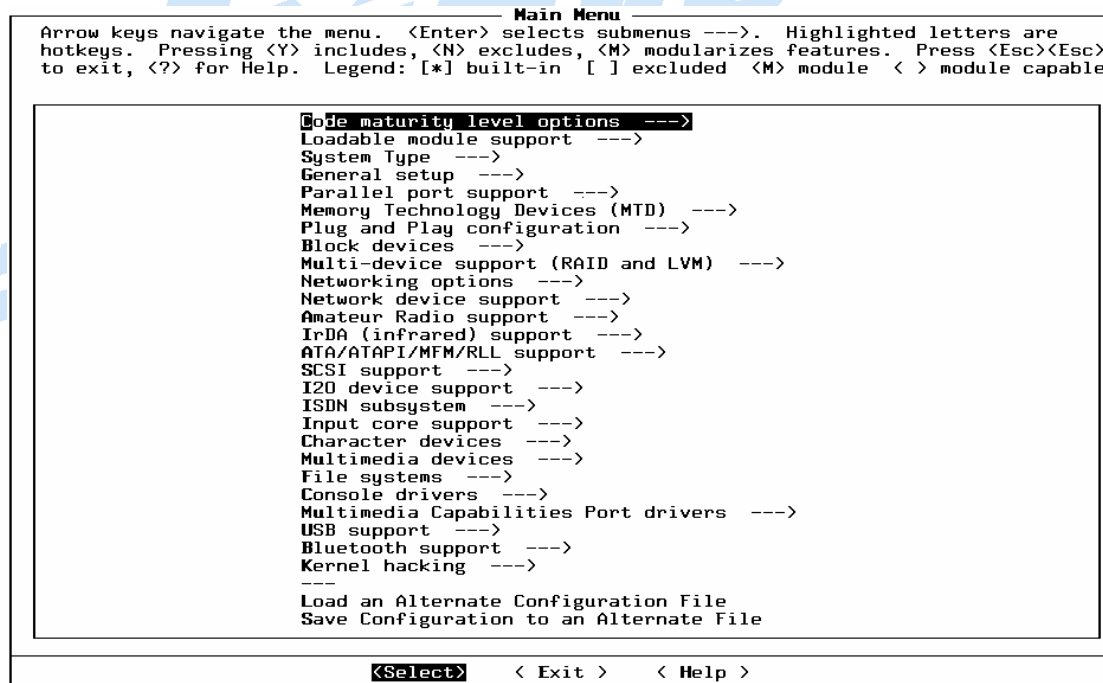 Main Menu
Arrow keys navigate the menu.  <Enter> selects submenus --->.  Highlighted letters are
hotkeys.  Pressing <Y> includes, <N> excludes, <M> modularizes features.  Press <Esc><Esc>
to exit, <?> for Help.  Legend: [*] built-in  [ ] excluded  <M> module  < > module capable
Code maturity level options  --->
Loadable module support  --->
System Type  --->
General setup  --->
Parallel port support  --->
Memory Technology Devices (MTD)  --->
Plug and Play configuration  --->
Block devices  --->
Multi-device support (RAID and LVM)  --->
Networking options  --->
Network device support  --->
Amateur Radio support  --->
IrDA (infrared) support  --->
ATA/ATAPI/MFM/RLL support  --->
SCSI support  --->
I2O device support  --->
ISDN subsystem  --->
Input core support  --->
Character devices  --->
Multimedia devices  --->
File systems  --->
Console drivers  --->
Multimedia Capabilities Port drivers  --->
USB support  --->
Bluetooth support  --->
Kernel hacking  --->
---
Load an Alternate Configuration File
Save Configuration to an Alternate File
<Select>    < Exit >    < Help >